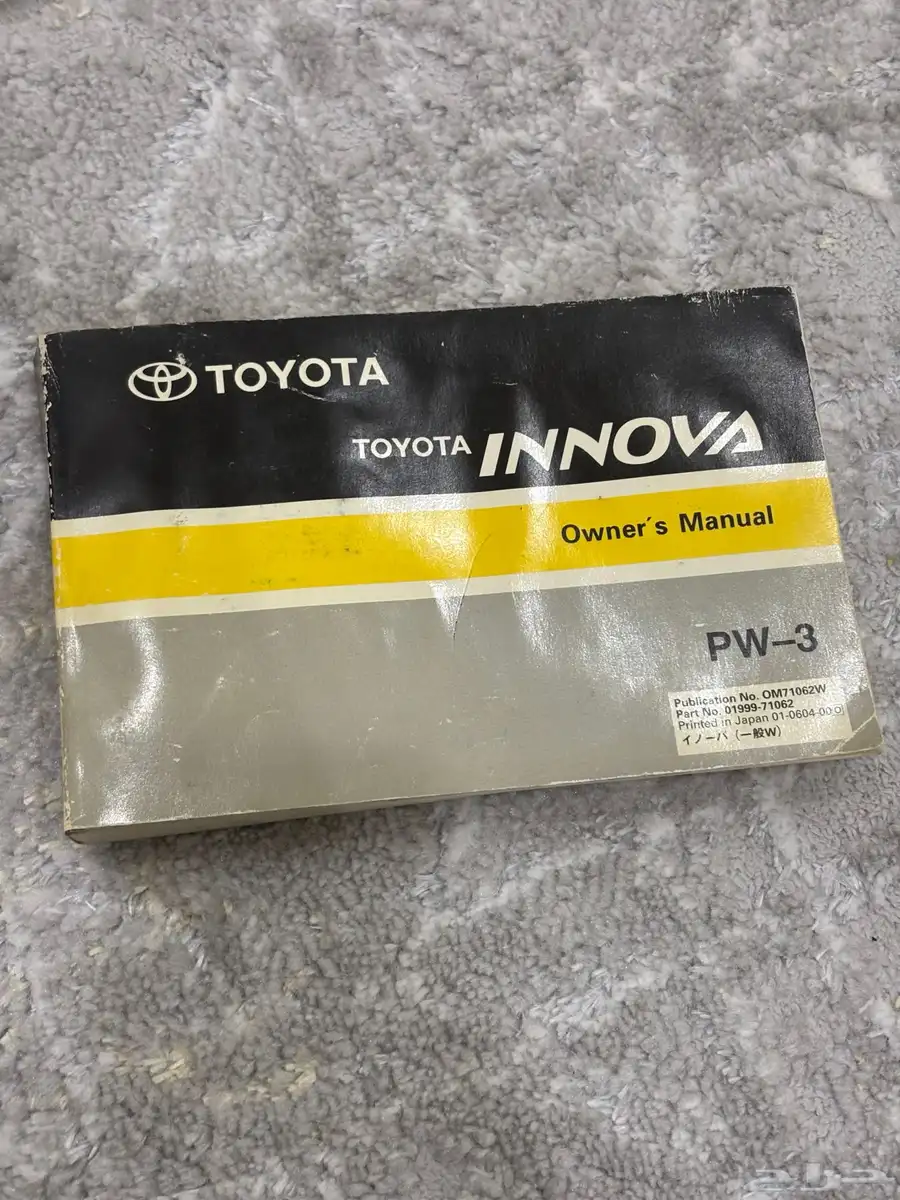 TOYOTA
TOYOTA INNOVA
Owner's Manual
PW-3
Publication No. OM71062W
Part No. 01999-71062
Printed in Japan 01-0604-00
イノーバ (一般W)
حراج